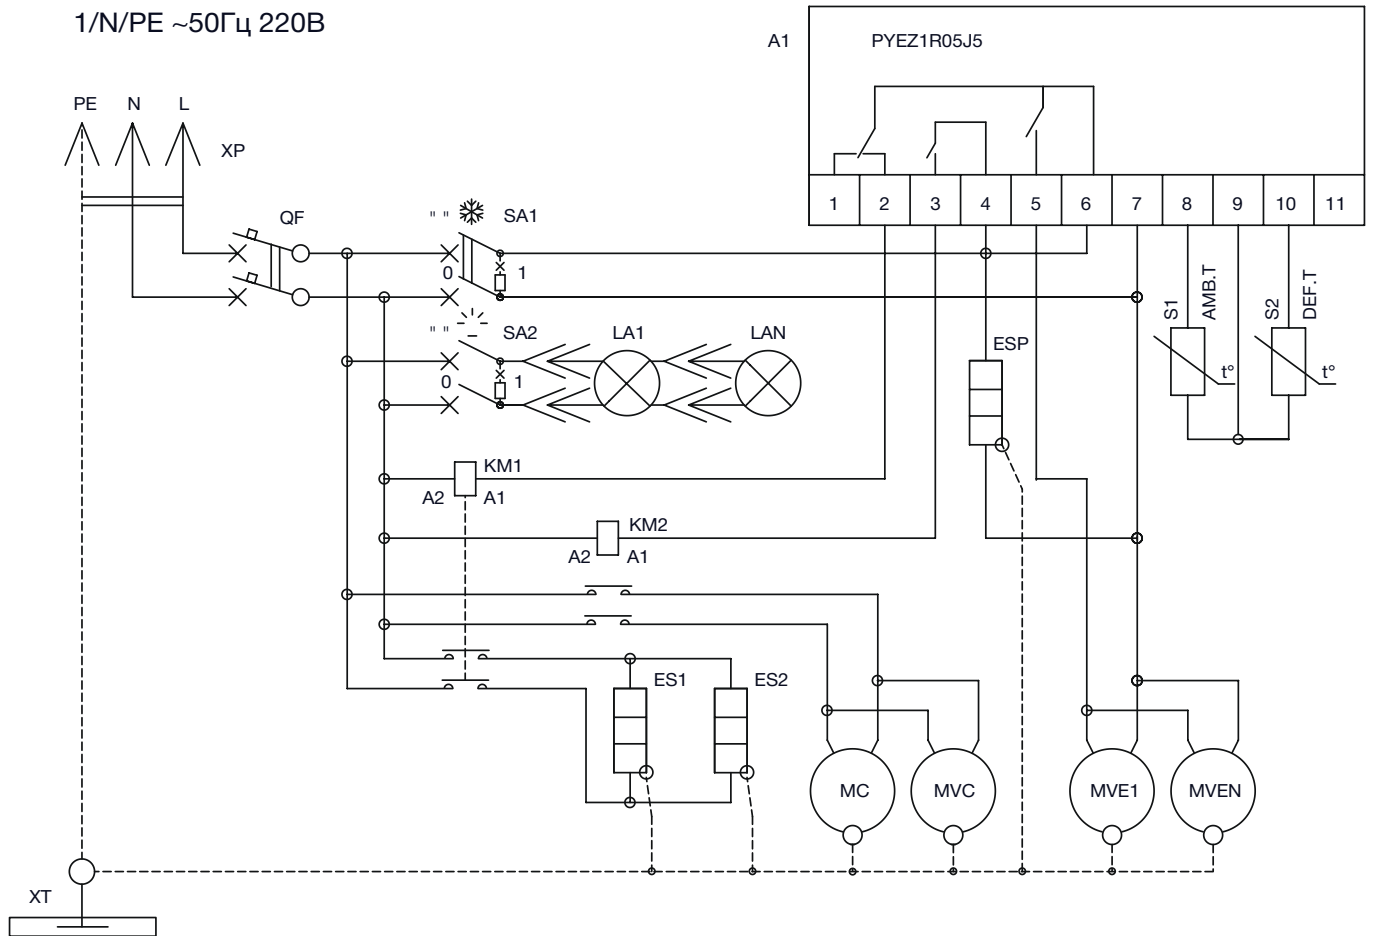 1/N/PE ~50Гц 220В
A1 PYEZ1R05J5
PE N L
XP
1 2 3 4 5 6 7 8 9 10 11
QF
" " SA1
0 1
S1 AMB.T S2 DEF.T
" " SA2 LA1 LAN
ESP
0 1
t° t°
KM1
A2 A1
KM2
A2 A1
ES1 ES2
MC MVC MVE1 MVEN
XT